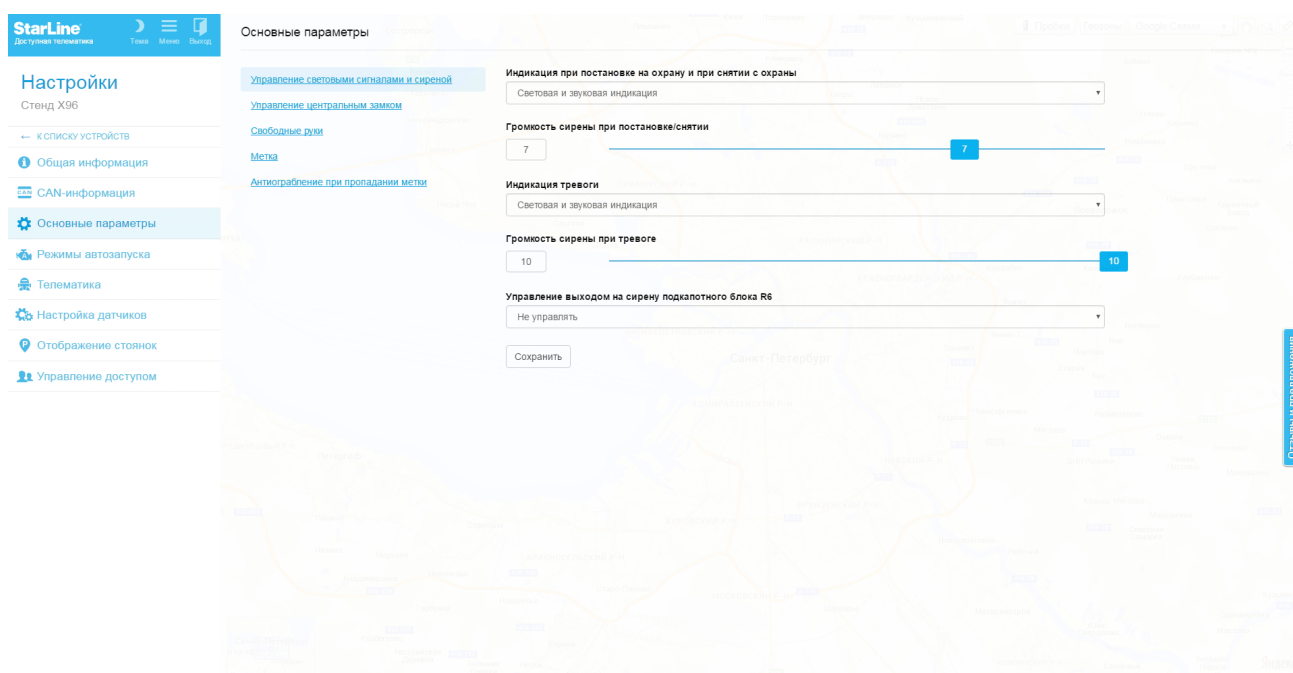 StarLine
Доступная телематика
Тема Меню Выход
Основные параметры
Настройки
Стенд X96
← К СПИСКУ УСТРОЙСТВ
Общая информация
CAN CAN-информация
Основные параметры
Режимы автозапуска
Телематика
Настройка датчиков
Отображение стоянок
Управление доступом
Управление световыми сигналами и сиреной
Управление центральным замком
Свободные руки
Метка
Антиограбление при пропадании метки
Индикация при постановке на охрану и при снятии с охраны
Световая и звуковая индикация
Громкость сирены при постановке/снятии
7 7
Индикация тревоги
Световая и звуковая индикация
Громкость сирены при тревоге
10 10
Управление выходом на сирену подкапотного блока R6
Не управлять
Сохранить
Санкт-Петербург
Отзывы и предложения